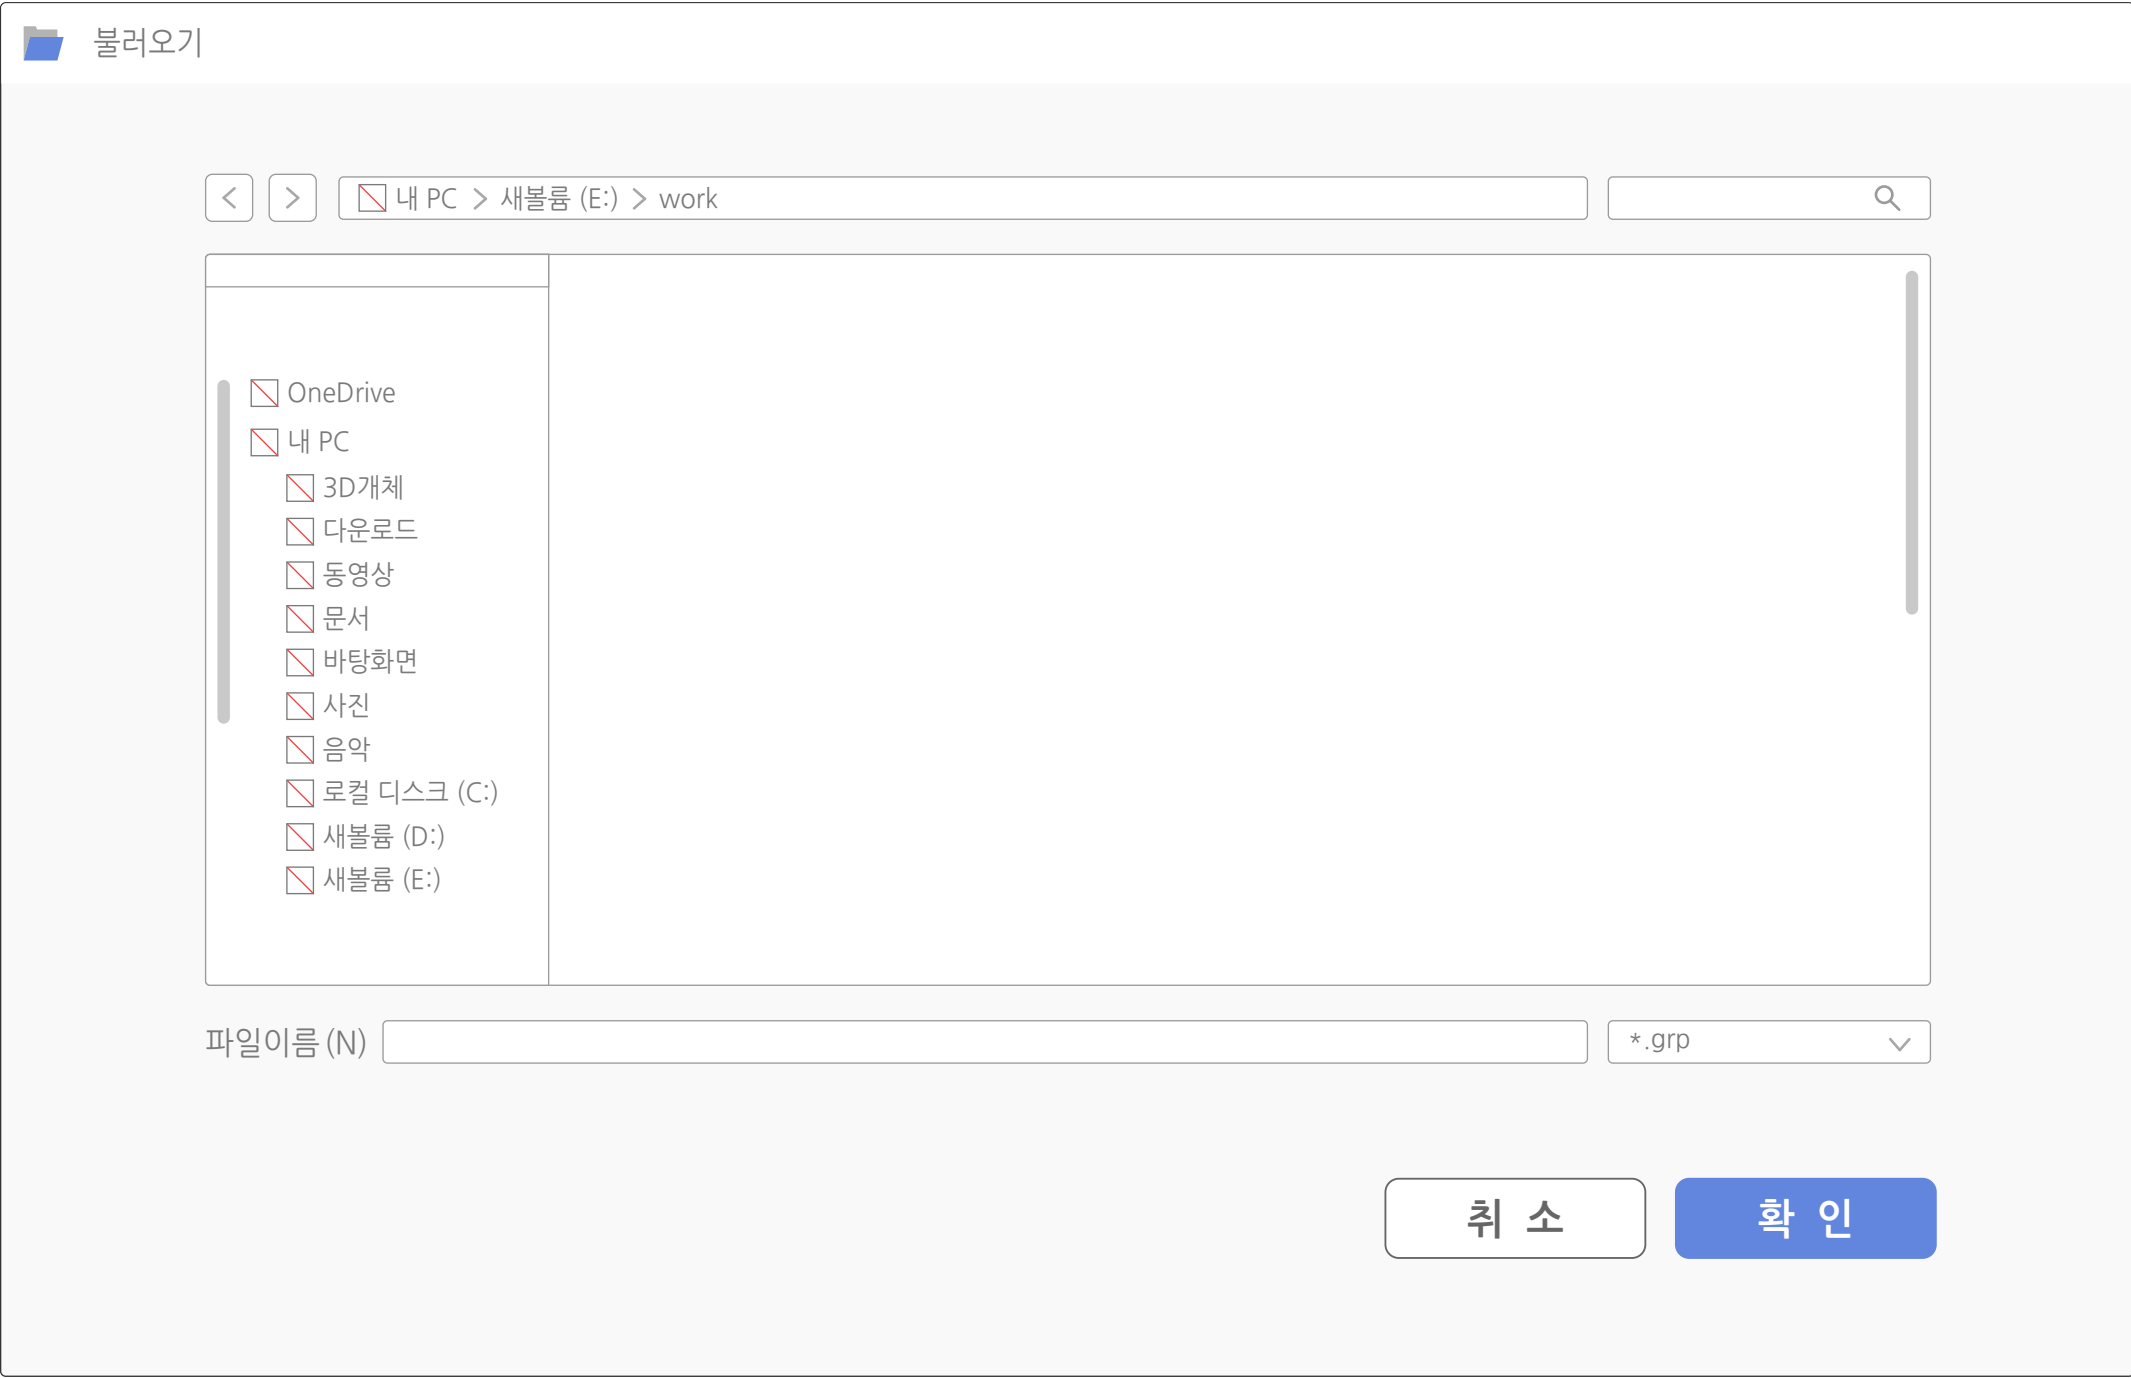 불러오기
내 PC > 새볼륨 (E:) > work
OneDrive
내 PC
3D개체
다운로드
동영상
문서
바탕화면
사진
음악
로컬 디스크 (C:)
새볼륨 (D:)
새볼륨 (E:)
파일이름 (N)
*.grp
취 소
확 인